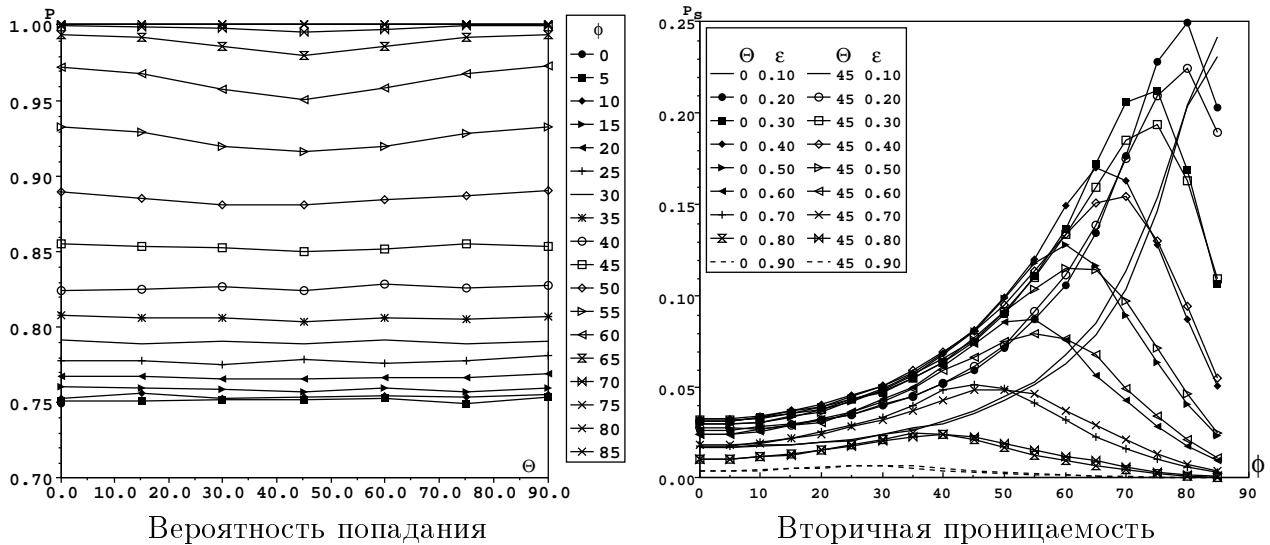 P
1.00
0.95
0.90
0.85
0.80
0.75
0.70
0.0 10.0 20.0 30.0 40.0 50.0 60.0 70.0 80.0 90.0
Θ
ϕ
0
5
10
15
20
25
30
35
40
45
50
55
60
65
70
75
80
85
Вероятность попадания
Ps
0.25
0.20
0.15
0.10
0.05
0.00
0 10 20 30 40 50 60 70 80 90
ϕ
Θ ε Θ ε
0 0.10 45 0.10
0 0.20 45 0.20
0 0.30 45 0.30
0 0.40 45 0.40
0 0.50 45 0.50
0 0.60 45 0.60
0 0.70 45 0.70
0 0.80 45 0.80
0 0.90 45 0.90
Вторичная проницаемость